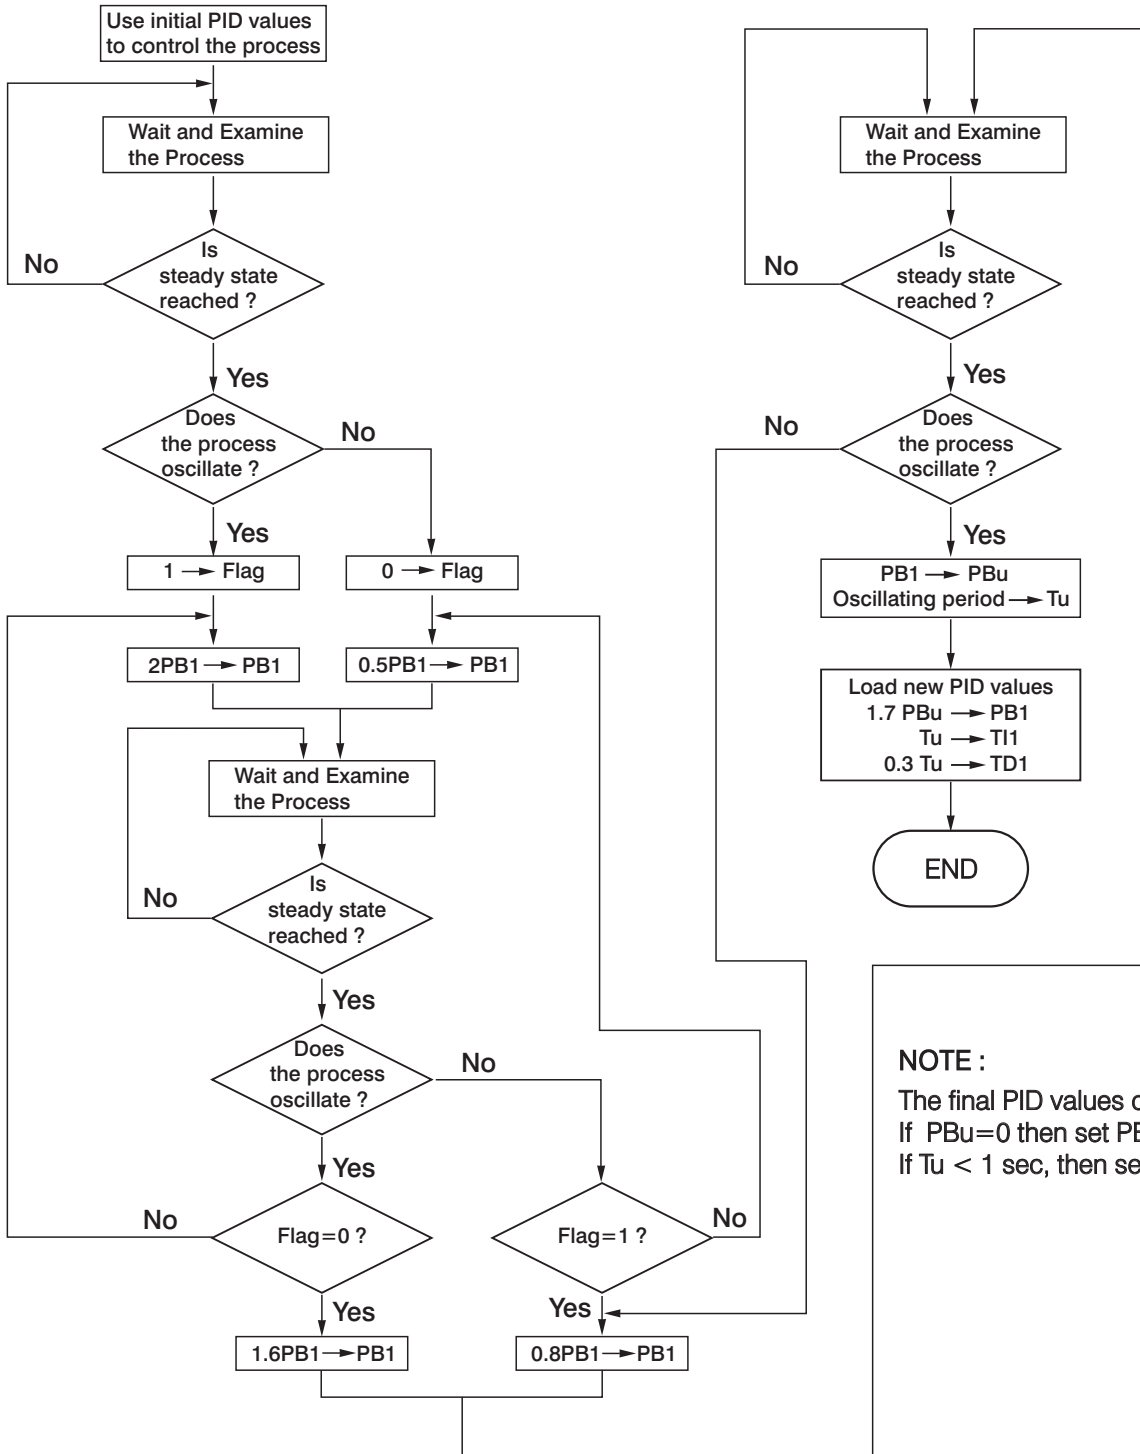 Use initial PID values
to control the process
Wait and Examine
the Process
Is
steady state
reached ?
No
Yes
Does
the process
oscillate ?
No
Yes
1 → Flag
0 → Flag
2PB1 → PB1
0.5PB1 → PB1
Wait and Examine
the Process
Is
steady state
reached ?
No
Yes
Does
the process
oscillate ?
No
Yes
Flag=0 ?
No
Yes
Flag=1 ?
No
Yes
1.6PB1 → PB1
0.8PB1 → PB1
Wait and Examine
the Process
Is
steady state
reached ?
No
Yes
Does
the process
oscillate ?
No
Yes
PB1 → PBu
Oscillating period → Tu
Load new PID values
1.7 PBu → PB1
Tu → TI1
0.3 Tu → TD1
END
NOTE :
The final PID values
If PBu=0 then set
If Tu < 1 sec, then